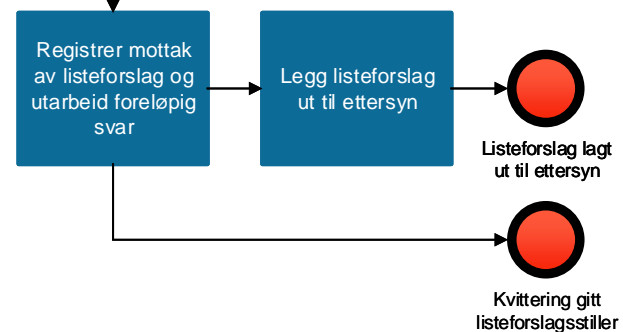 Registrer mottak
av listeforslag og
utarbeid foreløpig
svar
Legg listeforslag
ut til ettersyn
Listeforslag lagt
ut til ettersyn
Kvittering gitt
listeforslagsstiller